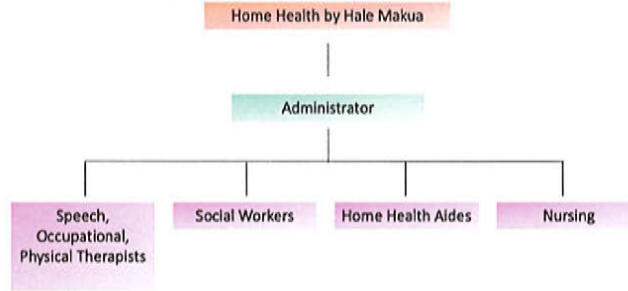 Home Health by Hale Makua
Administrator
Speech,
Occupational,
Physical Therapists
Social Workers
Home Health Aides
Nursing